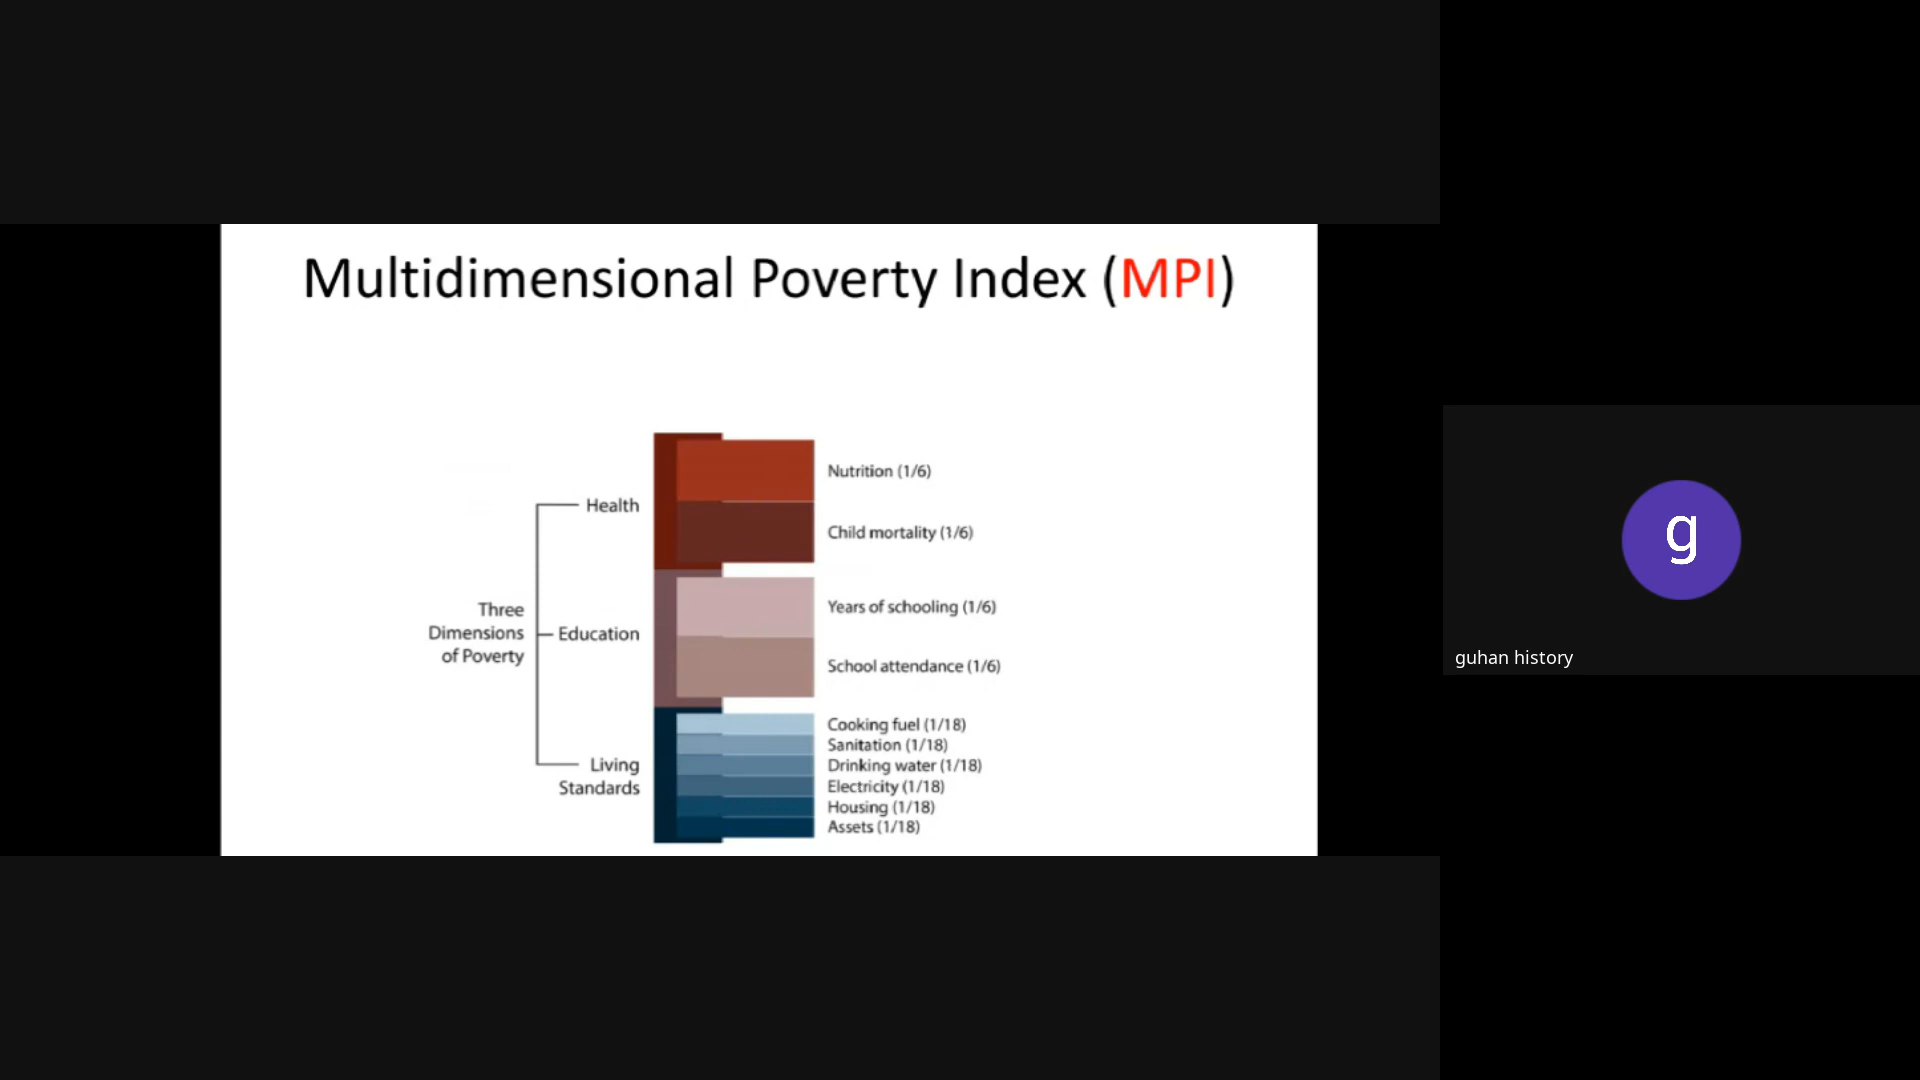 Multidimensional Poverty Index (MPI)
Nutrition (1/6)
Health
Child mortality (1/6)
Three
Dimensions
of Poverty
Years of schooling (1/6)
Education
School attendance (1/6)
Cooking fuel (1/18)
Sanitation (1/18)
Living
Standards
Drinking water (1/18)
Electricity (1/18)
Housing (1/18)
Assets (1/18)
g
guhan history